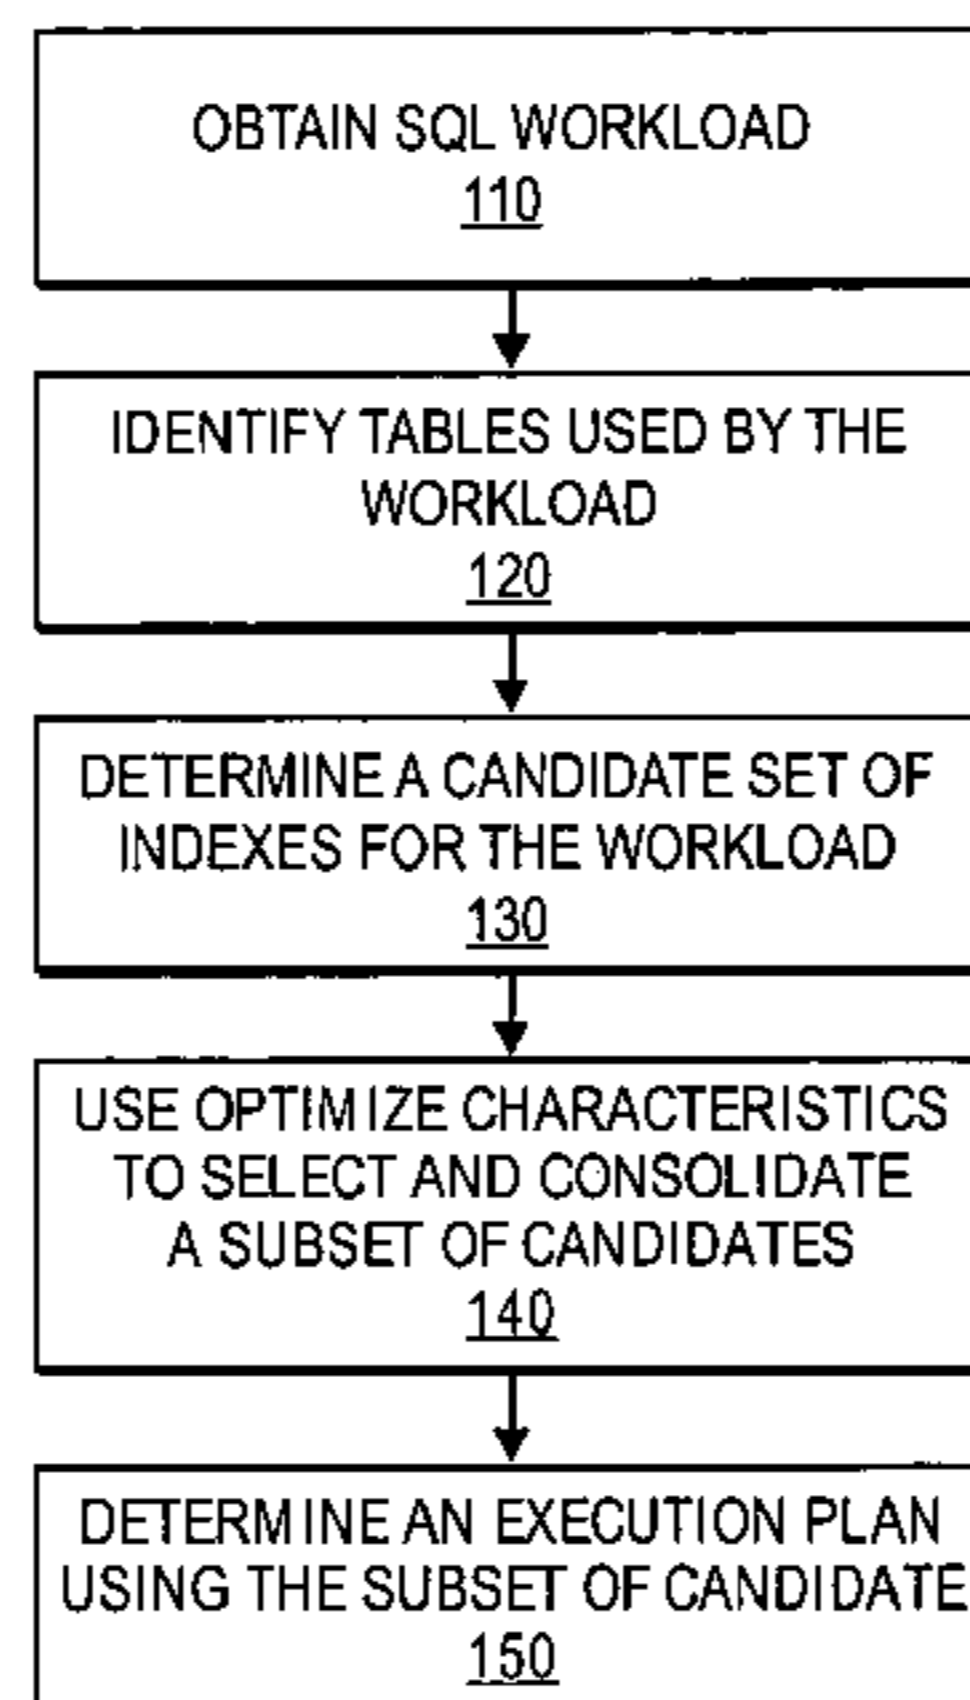 OBTAIN SQL WORKLOAD
110
IDENTIFY TABLES USED BY THE
WORKLOAD
120
DETERMINE A CANDIDATE SET OF
INDEXES FOR THE WORKLOAD
130
USE OPTIMIZE CHARACTERISTICS
TO SELECT AND CONSOLIDATE
A SUBSET OF CANDIDATES
140
DETERMINE AN EXECUTION PLAN
USING THE SUBSET OF CANDIDATE
150